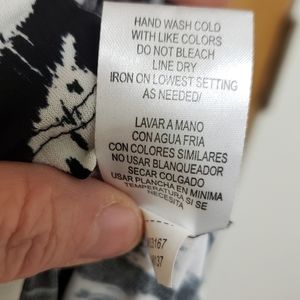 HAND WASH COLD
WITH LIKE COLORS
DO NOT BLEACH
LINE DRY
IRON ON LOWEST SETTING
AS NEEDED/
LAVAR A MANO
CON AGUA FRIA
CON COLORES SIMILARES
NO USAR BLANQUEADOR
SECAR COLGADO
USAR PLANCHA EN MINIMA
TEMPERATURA SI SE
NECESITA